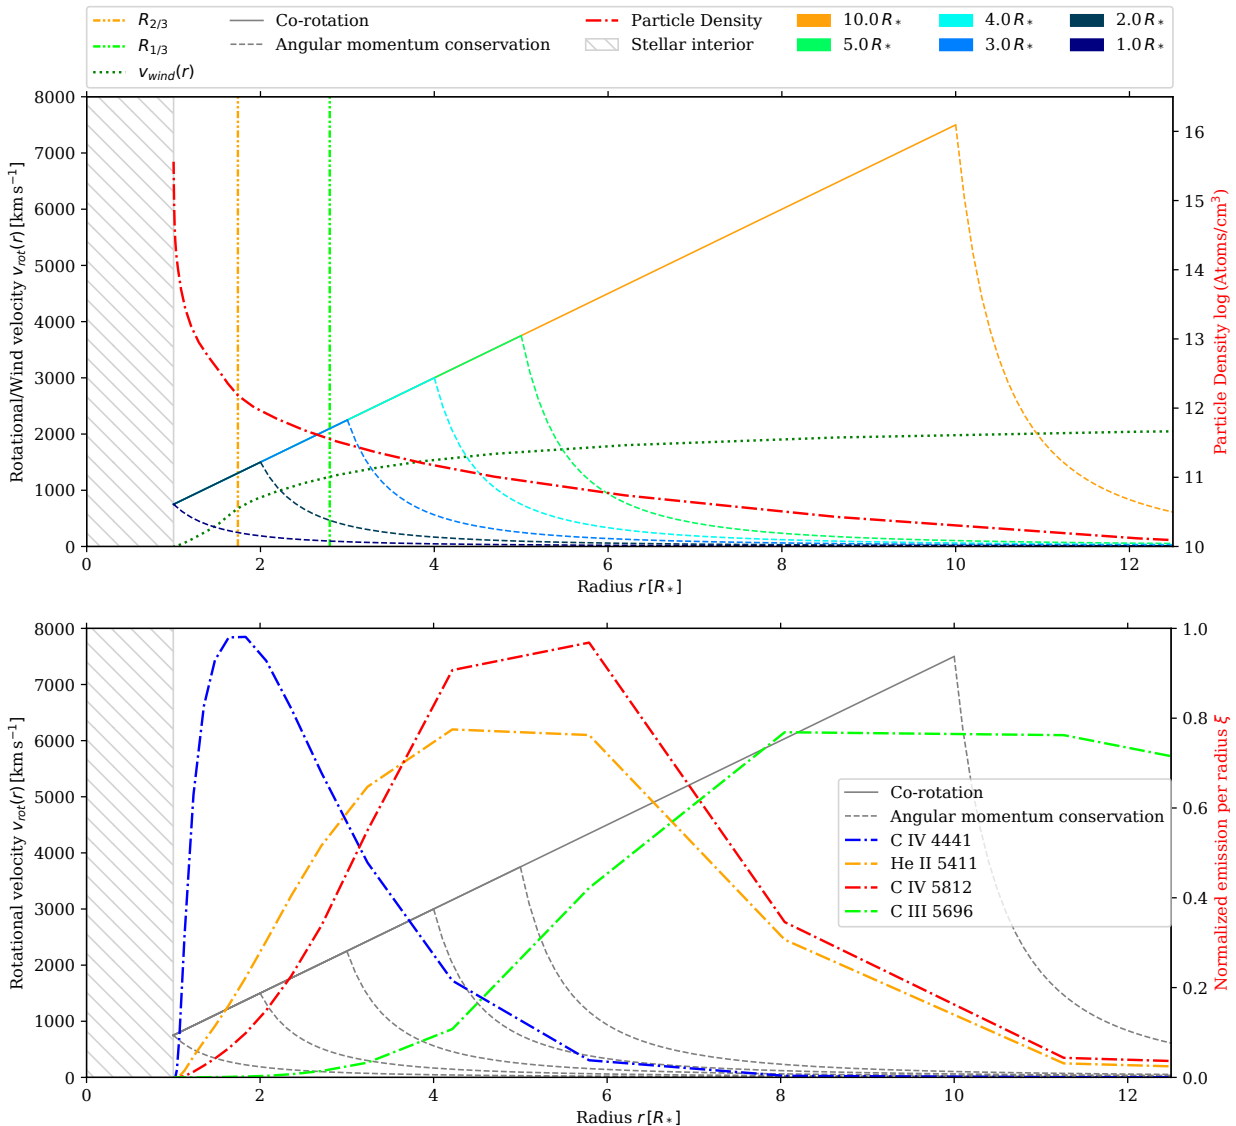 R2/3
R1/3
vwind(r)
Co-rotation
Angular momentum conservation
Particle Density
Stellar interior
10.0 R*
5.0 R*
4.0 R*
3.0 R*
2.0 R*
1.0 R*
8000
7000
6000
5000
4000
3000
2000
1000
0
Rotational/Wind velocity vrot(r) [km s−1]
16
15
14
13
12
11
10
Particle Density log (Atoms/cm3)
0 2 4 6 8 10 12
Radius r [R*]
8000
7000
6000
5000
4000
3000
2000
1000
0
Rotational velocity vrot(r) [km s−1]
Co-rotation
Angular momentum conservation
C IV 4441
He II 5411
C IV 5812
C III 5696
1.0
0.8
0.6
0.4
0.2
0.0
Normalized emission per radius ξ
0 2 4 6 8 10 12
Radius r [R*]